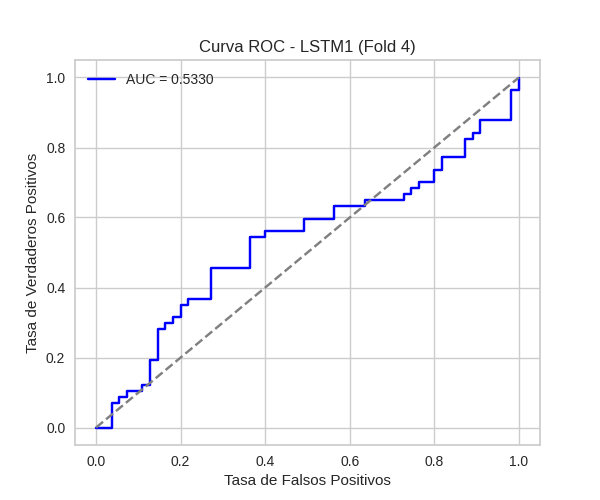 Curva ROC - LSTM1 (Fold 4)
AUC = 0.5330
Tasa de Verdaderos Positivos
1.0
0.8
0.6
0.4
0.2
0.0
0.0 0.2 0.4 0.6 0.8 1.0
Tasa de Falsos Positivos